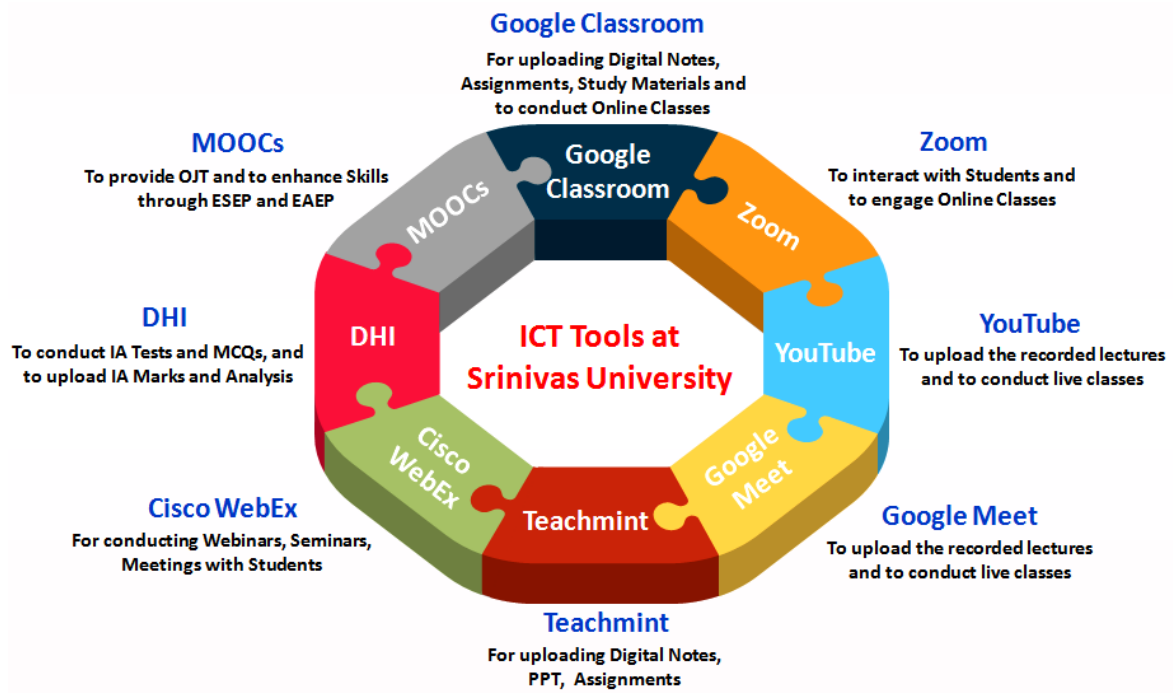 Google Classroom
For uploading Digital Notes,
Assignments, Study Materials and
to conduct Online Classes
MOOCs
To provide OJT and to enhance Skills
through ESEP and EAEP
Zoom
To interact with Students and
to engage Online Classes
Google
Classroom
MOOCs
Zoom
DHI
To conduct IA Tests and MCQs, and
to upload IA Marks and Analysis
DHI
ICT Tools at
Srinivas University
YouTube
YouTube
To upload the recorded lectures
and to conduct live classes
Cisco
WebEx
Teachmint
Google
Meet
Cisco WebEx
For conducting Webinars, Seminars,
Meetings with Students
Google Meet
To upload the recorded lectures
and to conduct live classes
Teachmint
For uploading Digital Notes,
PPT, Assignments